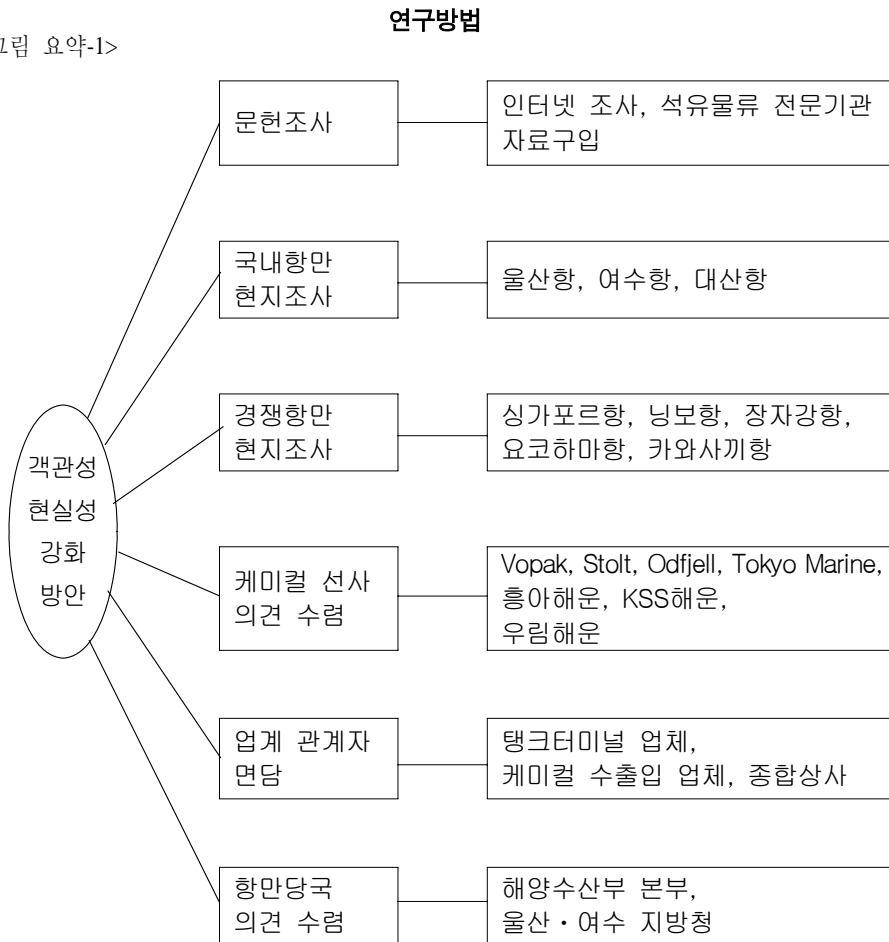 연구방법
그림 요약-1>
문헌조사
인터넷 조사, 석유물류 전문기관
자료구입
국내항만
현지조사
울산항, 여수항, 대산항
경쟁항만
현지조사
싱가포르항, 닝보항, 장자강항,
요코하마항, 카와사끼항
객관성
현실성
강화
방안
케미컬 선사
의견 수렴
Vopak, Stolt, Odfjell, Tokyo Marine,
흥아해운, KSS해운,
우림해운
업계 관계자
면담
탱크터미널 업체,
케미컬 수출입 업체, 종합상사
항만당국
의견 수렴
해양수산부 본부,
울산·여수 지방청